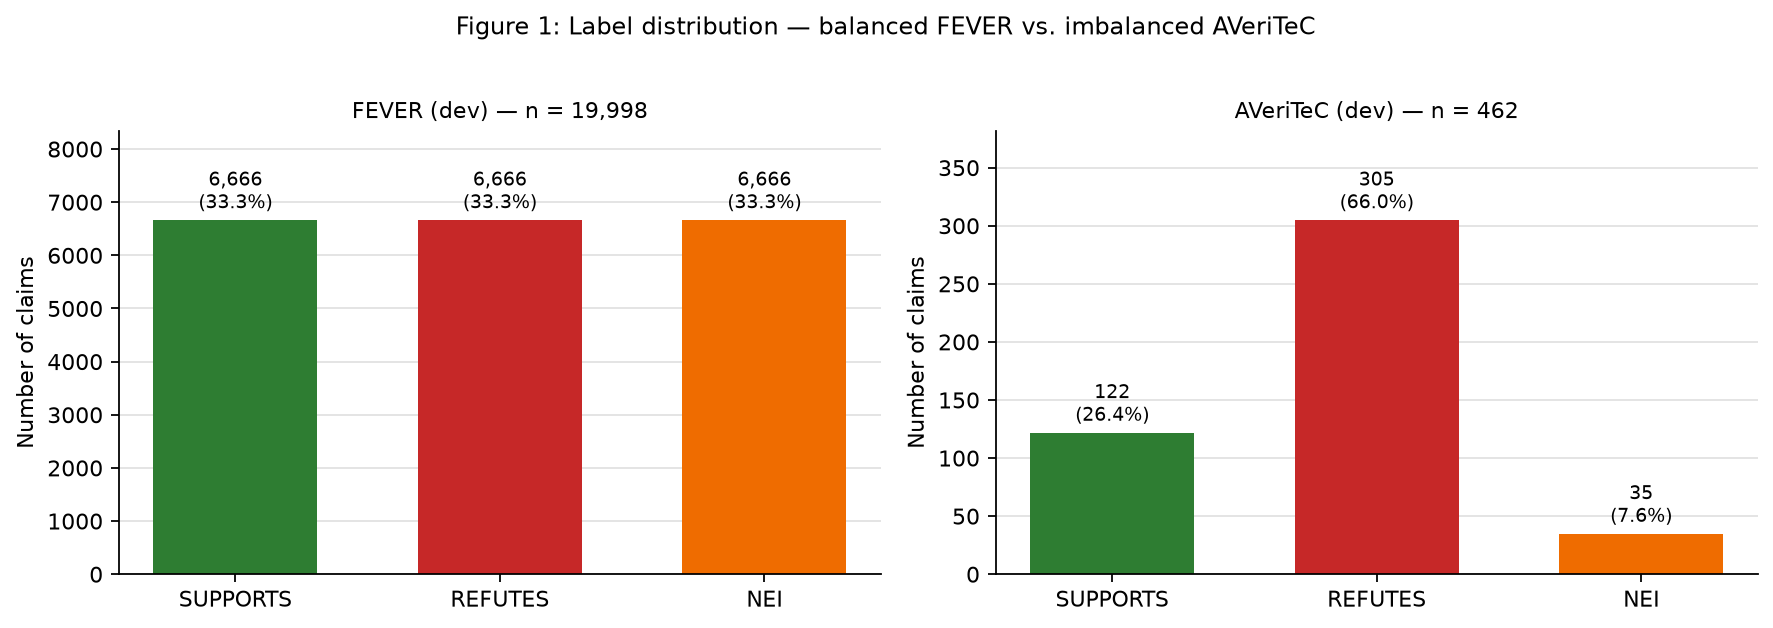 Figure 1: Label distribution — balanced FEVER vs. imbalanced AVeriTeC
FEVER (dev) — n = 19,998
Number of claims
8000
7000
6000
5000
4000
3000
2000
1000
0
6,666
(33.3%)
6,666
(33.3%)
6,666
(33.3%)
SUPPORTS
REFUTES
NEI
AVeriTeC (dev) — n = 462
Number of claims
350
300
250
200
150
100
50
0
122
(26.4%)
305
(66.0%)
35
(7.6%)
SUPPORTS
REFUTES
NEI